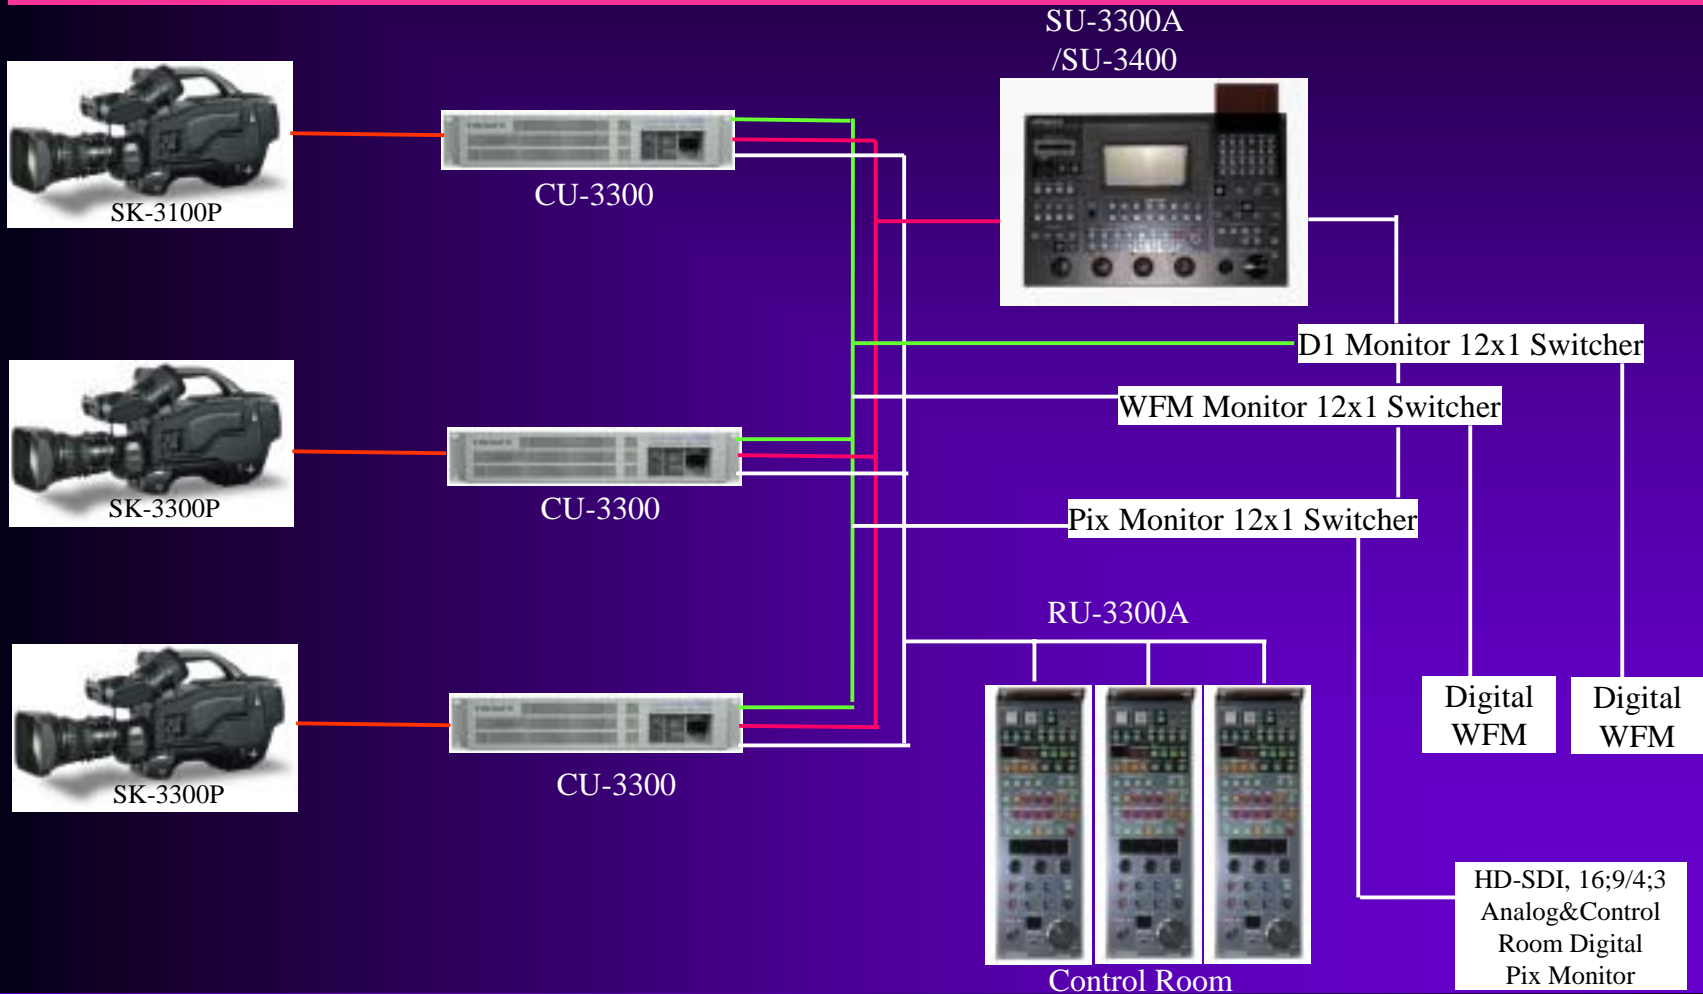 SU-3300A
/SU-3400
SK-3100P
CU-3300
D1 Monitor 12x1 Switcher
WFM Monitor 12x1 Switcher
SK-3300P
CU-3300
Pix Monitor 12x1 Switcher
RU-3300A
Digital
WFM
Digital
WFM
SK-3300P
CU-3300
HD-SDI, 16;9/4;3
Analog&Control
Room Digital
Pix Monitor
Control Room